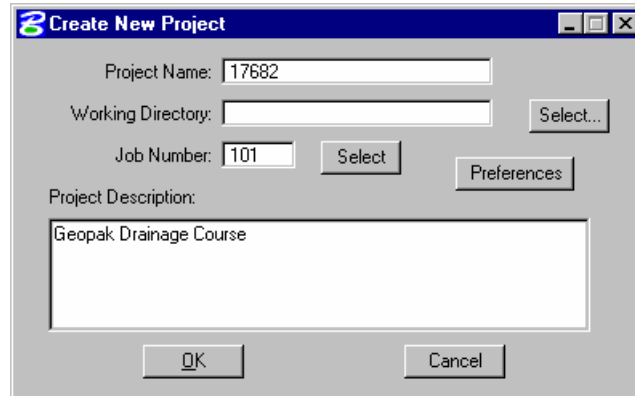 Create New Project
Project Name: 17682
Working Directory: Select...
Job Number: 101 Select
Preferences
Project Description:
Geopak Drainage Course
OK Cancel